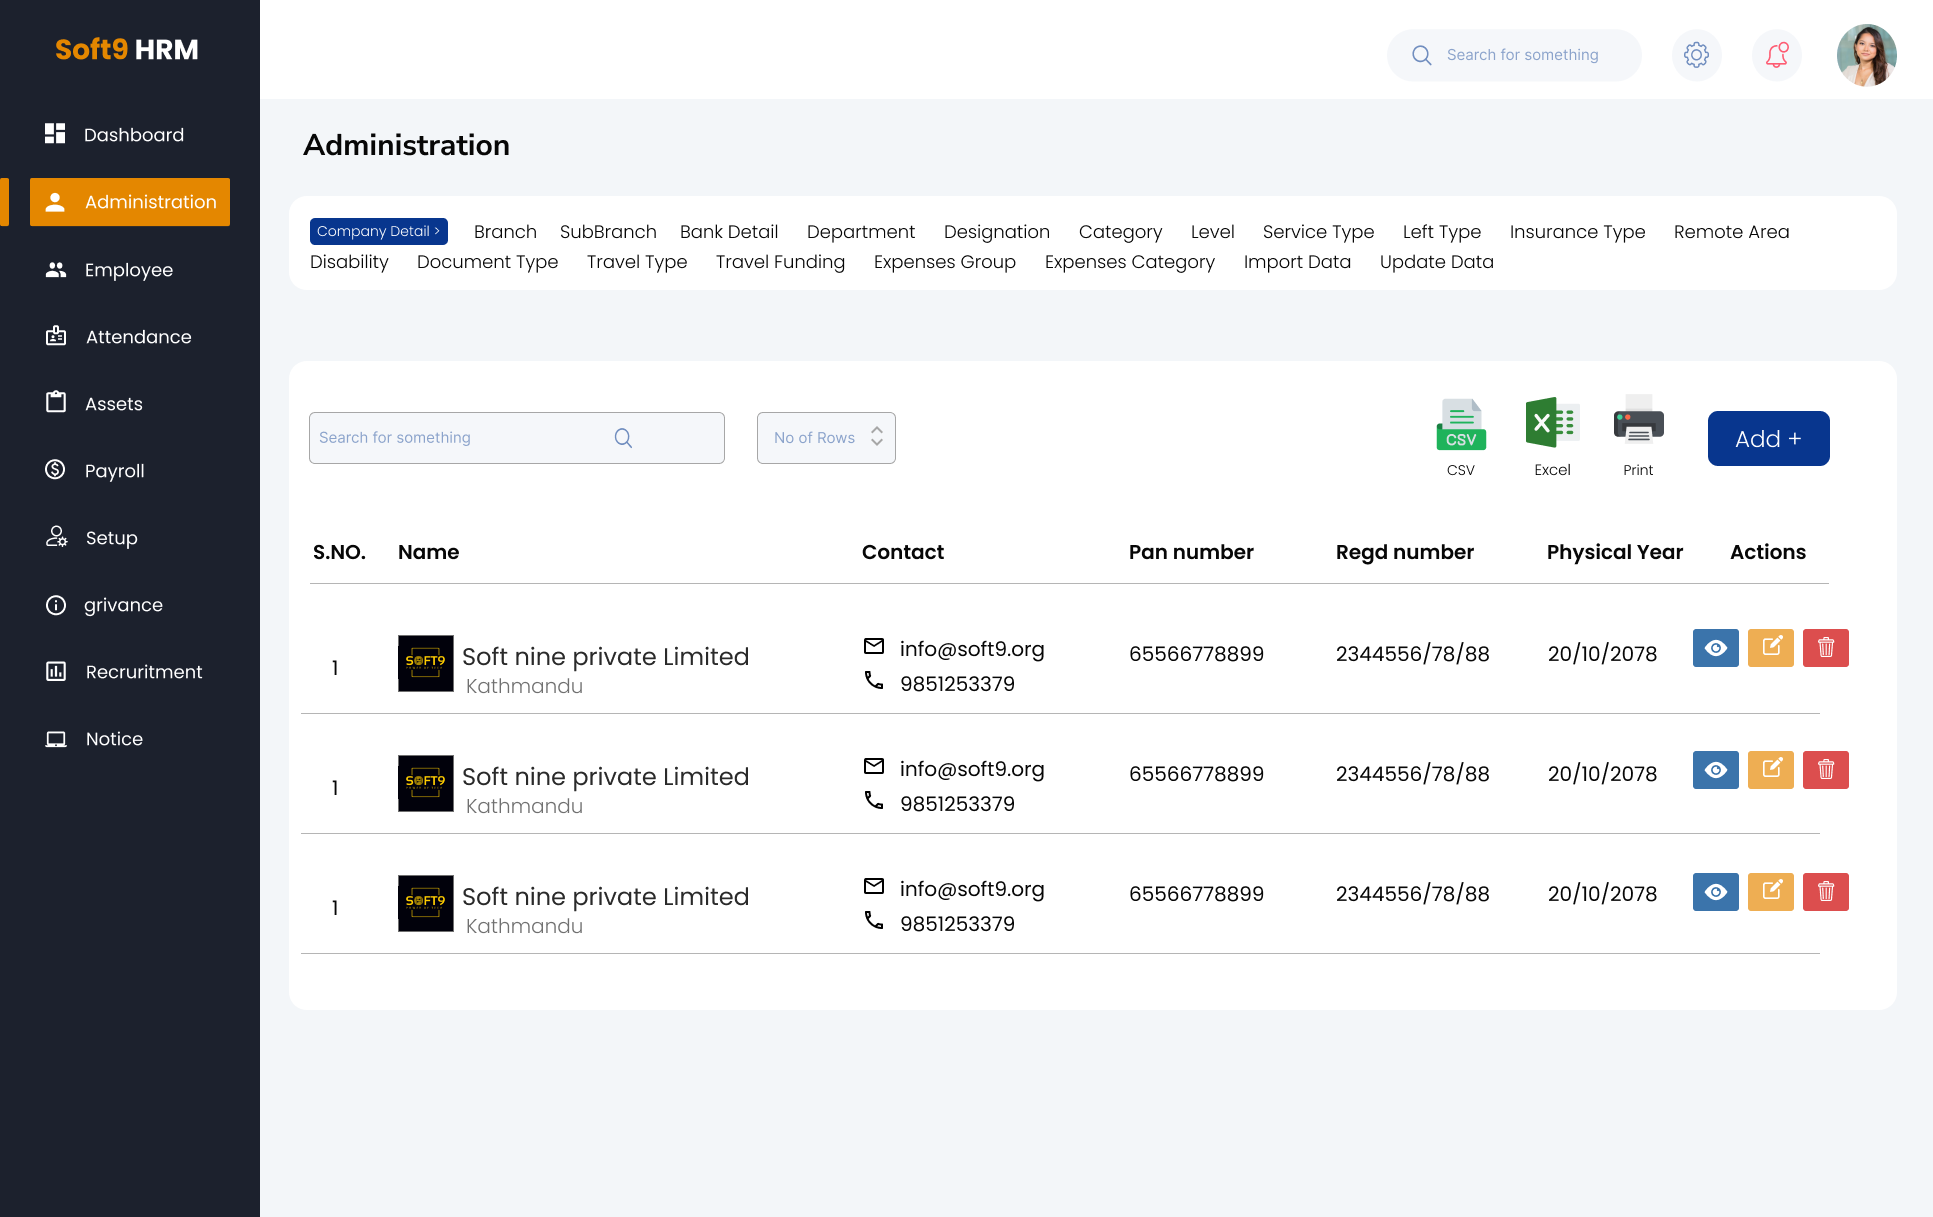 Soft9 HRM
Search for something
Dashboard
Administration
Employee
Attendance
Assets
Payroll
Setup
grivance
Recruritment
Notice
Administration
Company Detail > Branch SubBranch Bank Detail Department Designation Category Level Service Type Left Type Insurance Type Remote Area
Disability Document Type Travel Type Travel Funding Expenses Group Expenses Category Import Data Update Data
Search for something No of Rows CSV Add +
CSV Excel Print
S.NO. Name Contact Pan number Regd number Physical Year Actions
1 SOFT9 Soft nine private Limited info@soft9.org 65566778899 2344556/78/88 20/10/2078
Kathmandu 9851253379
1 SOFT9 Soft nine private Limited info@soft9.org 65566778899 2344556/78/88 20/10/2078
Kathmandu 9851253379
1 SOFT9 Soft nine private Limited info@soft9.org 65566778899 2344556/78/88 20/10/2078
Kathmandu 9851253379